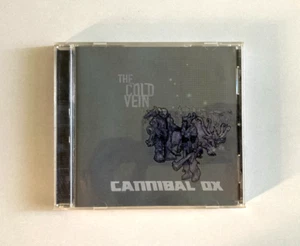 THE
COLD
VEIN
CANNIBAL OX